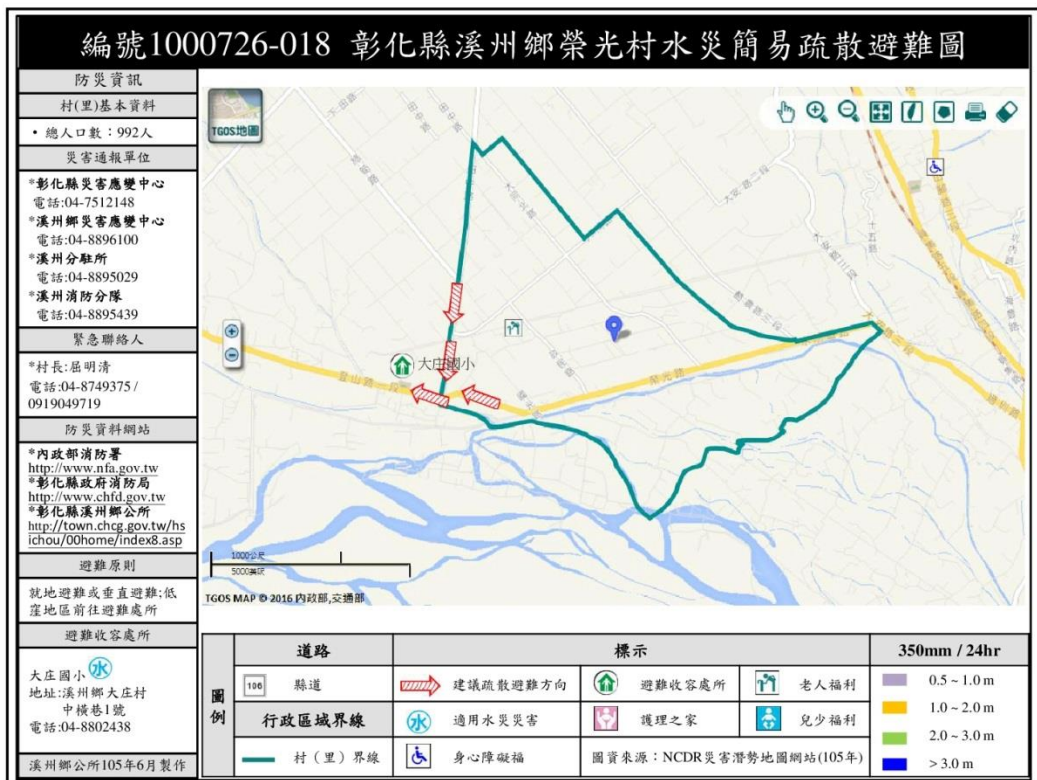 編號1000726-018 彰化縣溪州鄉榮光村水災簡易疏散避難圖
防災資訊
村(里)基本資料
• 總人口數：992人
災害通報單位
*彰化縣災害應變中心
電話:04-7512148
*溪州鄉災害應變中心
電話:04-8896100
*溪州分駐所
電話:04-8895029
*溪州消防分隊
電話:04-8895439
緊急聯絡人
*村長:屈明清
電話:04-8749375 /
0919049719
防災資料網站
*內政部消防署
http://www.nfa.gov.tw
*彰化縣政府消防局
http://www.chfd.gov.tw
*彰化縣溪州鄉公所
http://town.chcg.gov.tw/hs
ichou/00home/index8.asp
避難原則
就地避難或垂直避難;低
窪地區前往避難處所
避難收容處所
大庄國小 水
地址:溪州鄉大庄村
中橫巷1號
電話:04-8802438
溪州鄉公所105年6月製作
TGOS地圖
大庄國小
登山路一段
榮光路
1000公尺
5000英呎
TGOS MAP © 2016 內政部,交通部
圖例
道路
標示
350mm / 24hr
106
縣道
建議疏散避難方向
避難收容處所
老人福利
0.5 ~ 1.0 m
行政區域界線
水
適用水災災害
護理之家
兒少福利
1.0 ~ 2.0 m
2.0 ~ 3.0 m
村（里）界線
身心障礙福
圖資來源：NCDR災害潛勢地圖網站(105年)
> 3.0 m